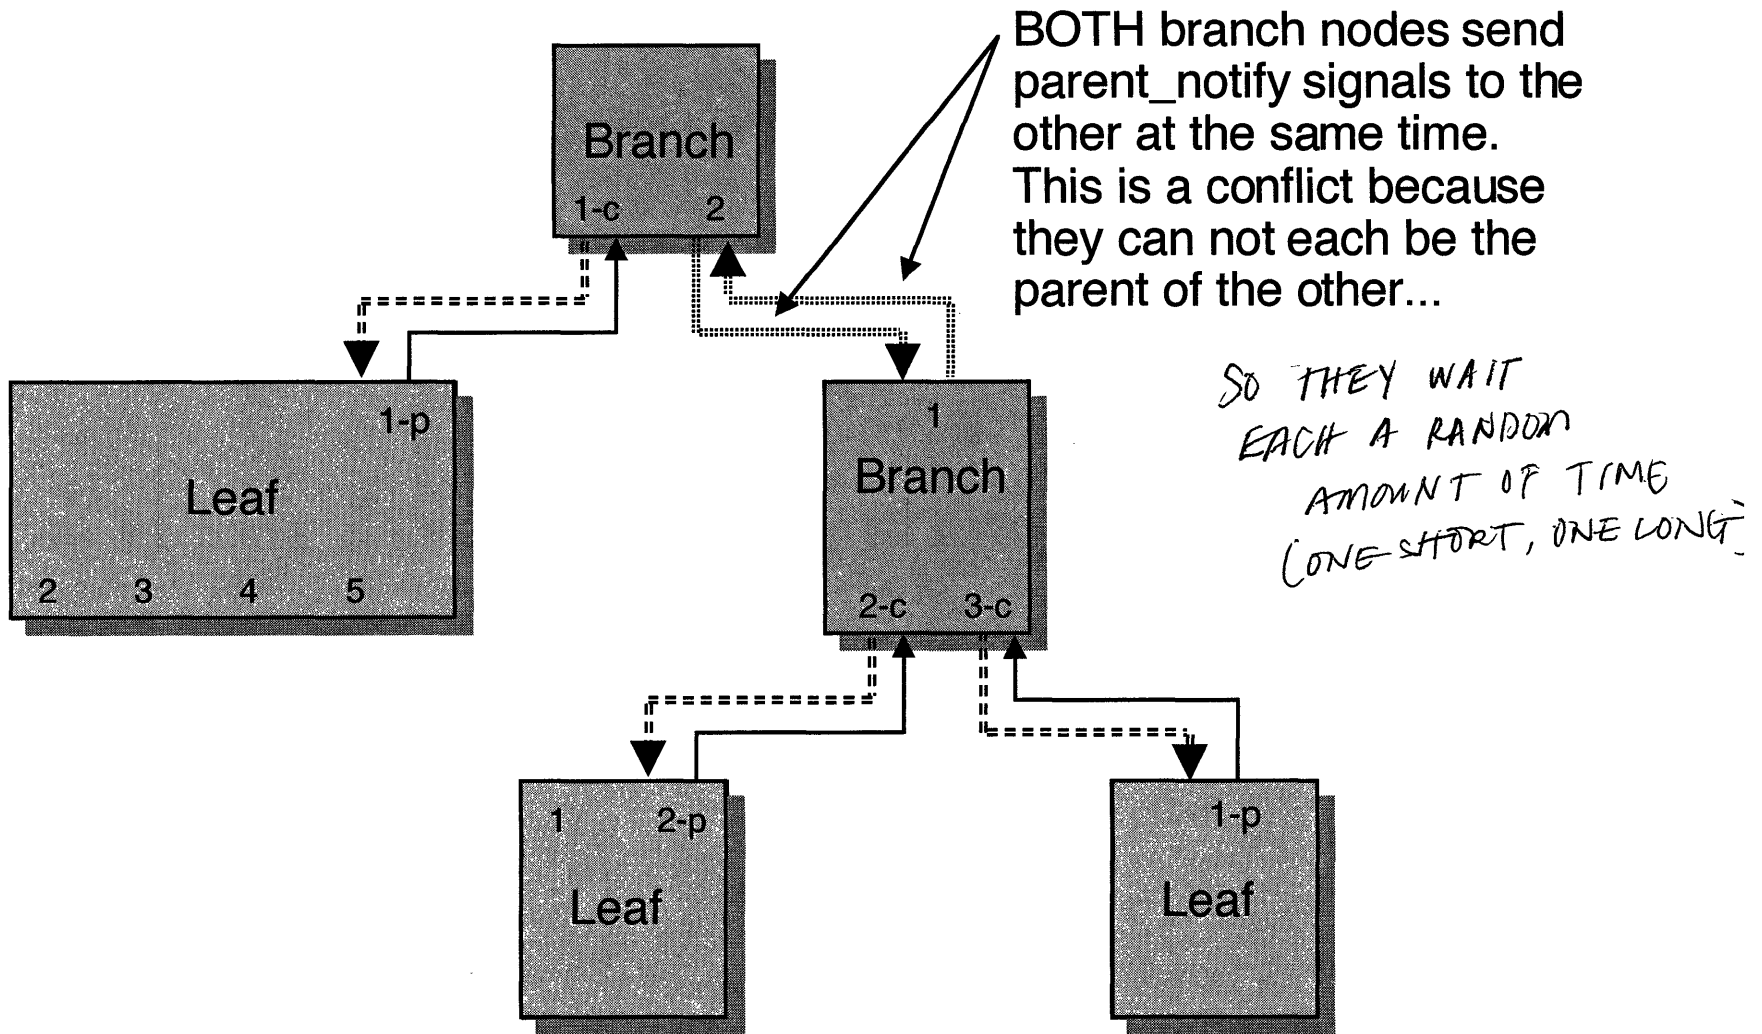 BOTH branch nodes send
parent_notify signals to the
other at the same time.
This is a conflict because
they can not each be the
parent of the other...
Branch
1-c 2
SO THEY WAIT
EACH A RANDOM
AMOUNT OF TIME
(ONE SHORT, ONE LONG)
1-p
Leaf
2 3 4 5
1
Branch
2-c 3-c
1 2-p
Leaf
1-p
Leaf